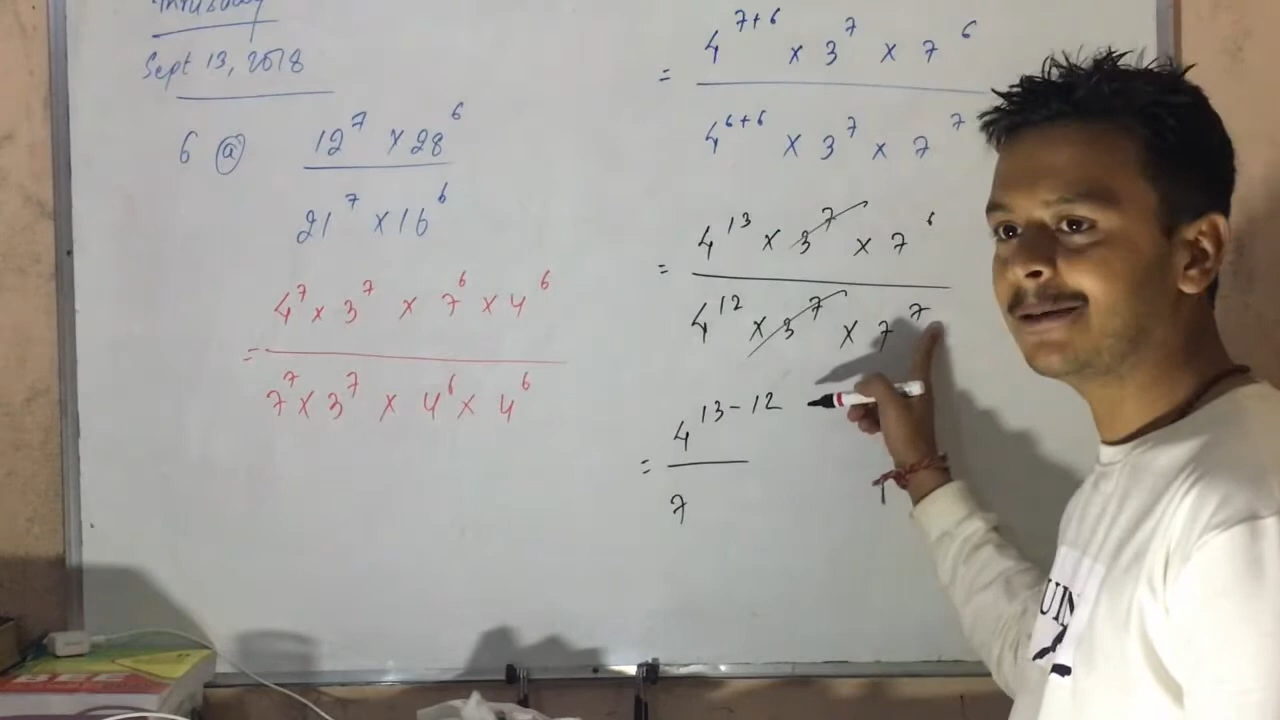 Thursday
Sept 13, 2018
6 ⓐ 12^7 × 28^6
21^7 × 16^6
= 4^7 × 3^7 × 7^6 × 4^6
7^7 × 3^7 × 4^6 × 4^6
= 4^{7+6} × 3^7 × 7^6
4^{6+6} × 3^7 × 7^7
= 4^{13} × 3^7 × 7^6
4^{12} × 3^7 × 7^7
= 4^{13-12}
7
SEE